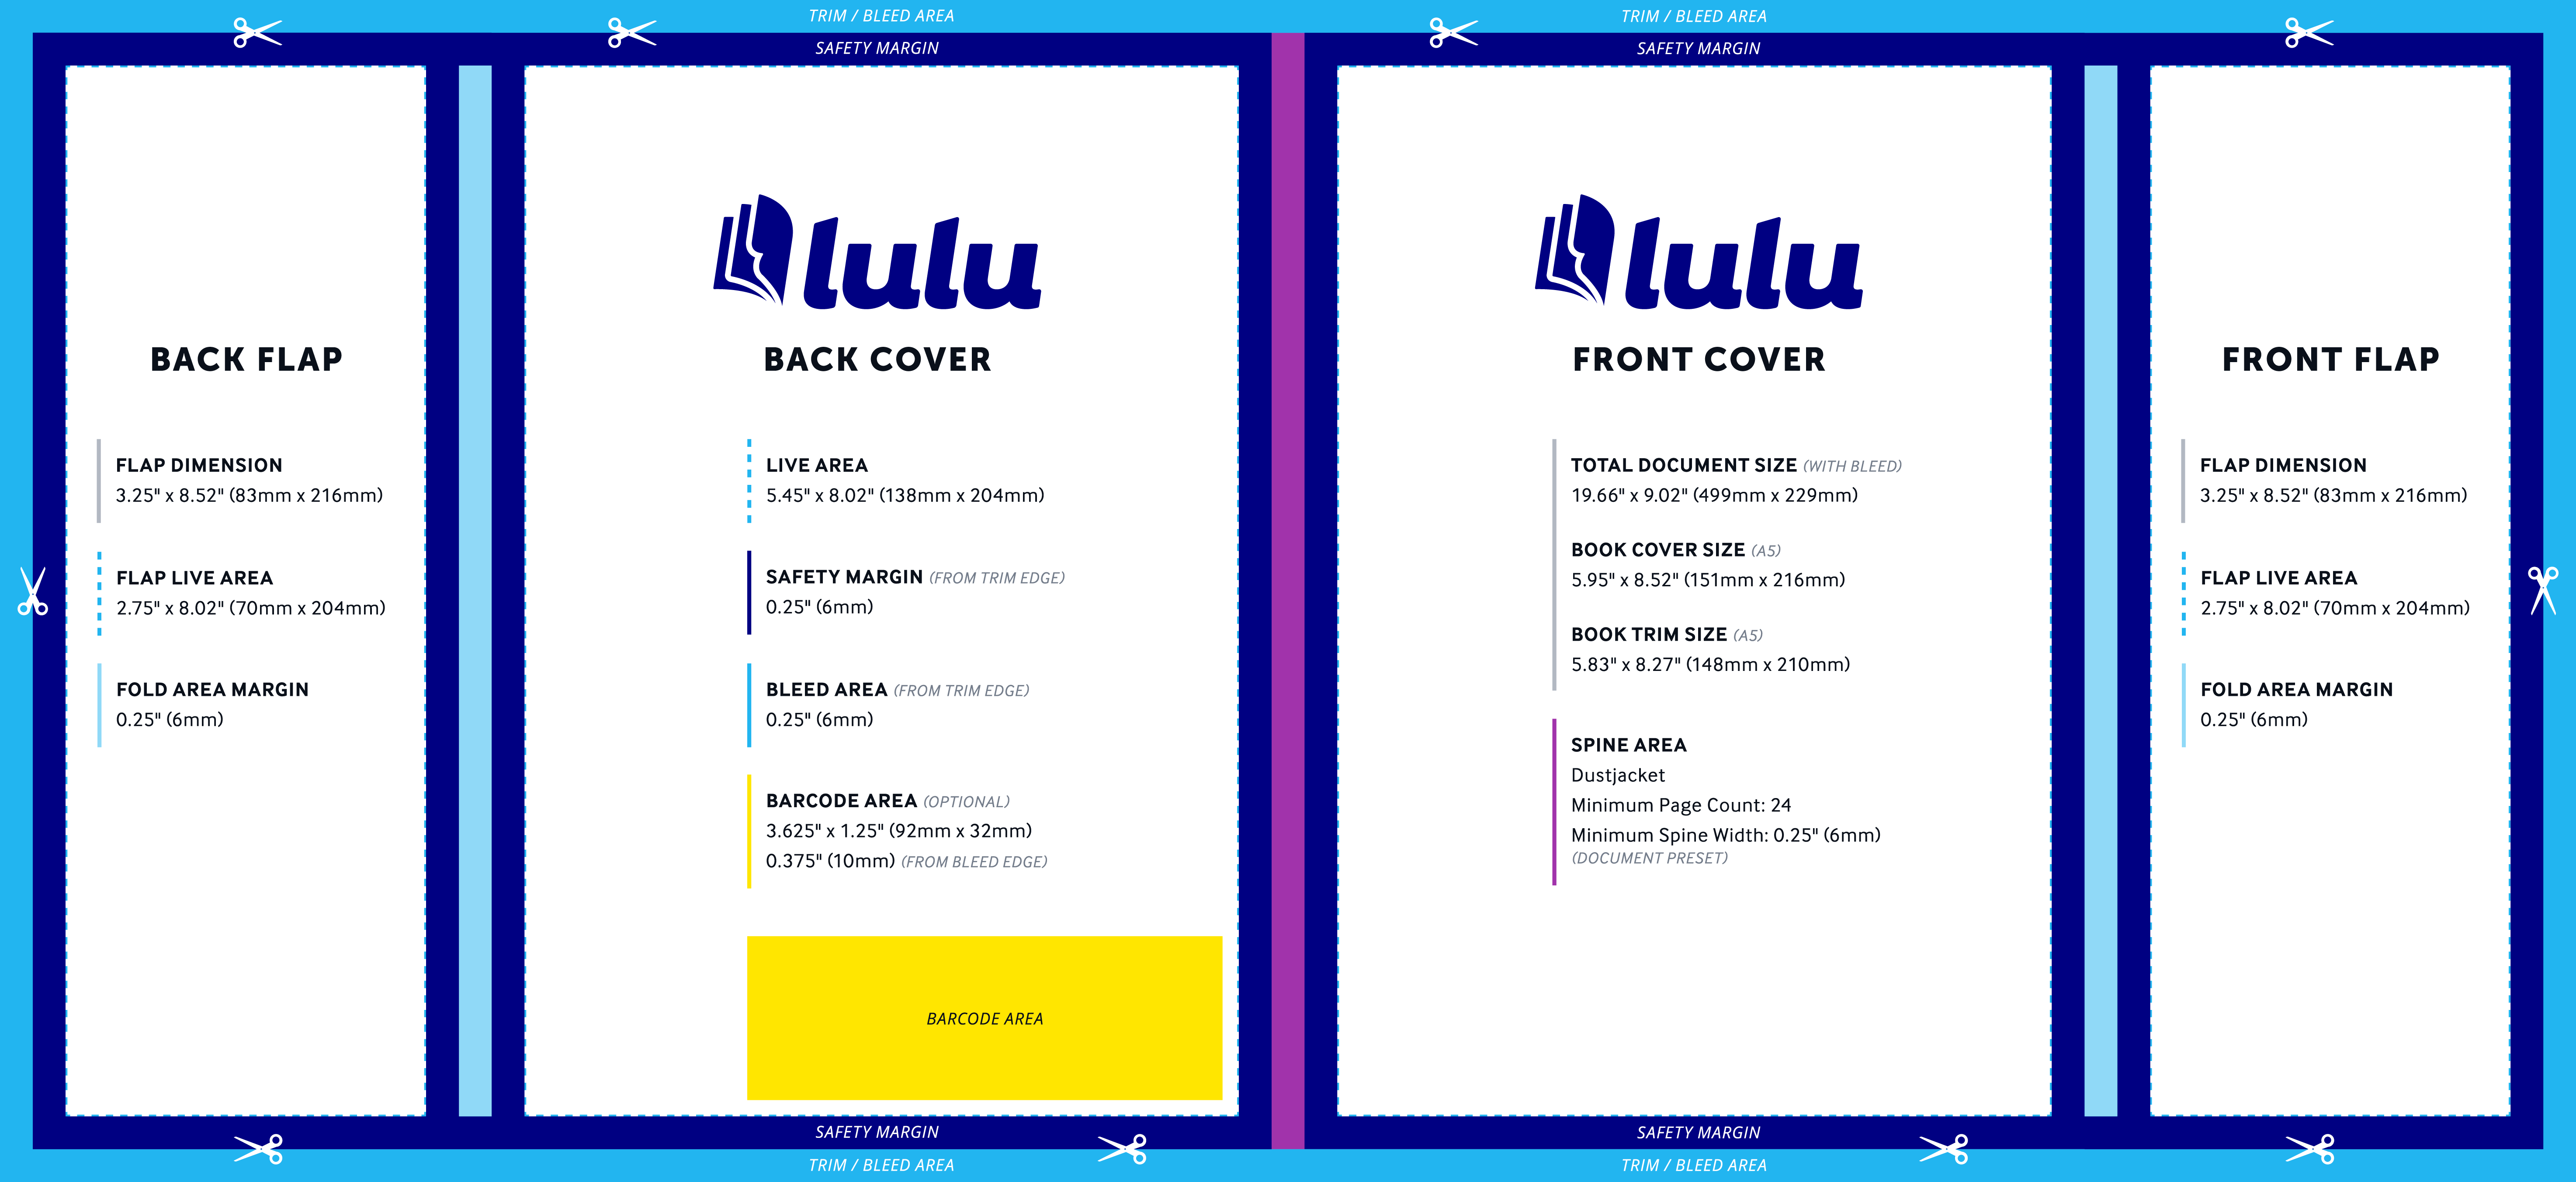 TRIM / BLEED AREA
TRIM / BLEED AREA
SAFETY MARGIN
SAFETY MARGIN
BACK FLAP
FLAP DIMENSION
3.25" x 8.52" (83mm x 216mm)
FLAP LIVE AREA
2.75" x 8.02" (70mm x 204mm)
FOLD AREA MARGIN
0.25" (6mm)
lulu
BACK COVER
LIVE AREA
5.45" x 8.02" (138mm x 204mm)
SAFETY MARGIN (FROM TRIM EDGE)
0.25" (6mm)
BLEED AREA (FROM TRIM EDGE)
0.25" (6mm)
BARCODE AREA (OPTIONAL)
3.625" x 1.25" (92mm x 32mm)
0.375" (10mm) (FROM BLEED EDGE)
BARCODE AREA
lulu
FRONT COVER
TOTAL DOCUMENT SIZE (WITH BLEED)
19.66" x 9.02" (499mm x 229mm)
BOOK COVER SIZE (A5)
5.95" x 8.52" (151mm x 216mm)
BOOK TRIM SIZE (A5)
5.83" x 8.27" (148mm x 210mm)
SPINE AREA
Dustjacket
Minimum Page Count: 24
Minimum Spine Width: 0.25" (6mm)
(DOCUMENT PRESET)
FRONT FLAP
FLAP DIMENSION
3.25" x 8.52" (83mm x 216mm)
FLAP LIVE AREA
2.75" x 8.02" (70mm x 204mm)
FOLD AREA MARGIN
0.25" (6mm)
SAFETY MARGIN
SAFETY MARGIN
TRIM / BLEED AREA
TRIM / BLEED AREA